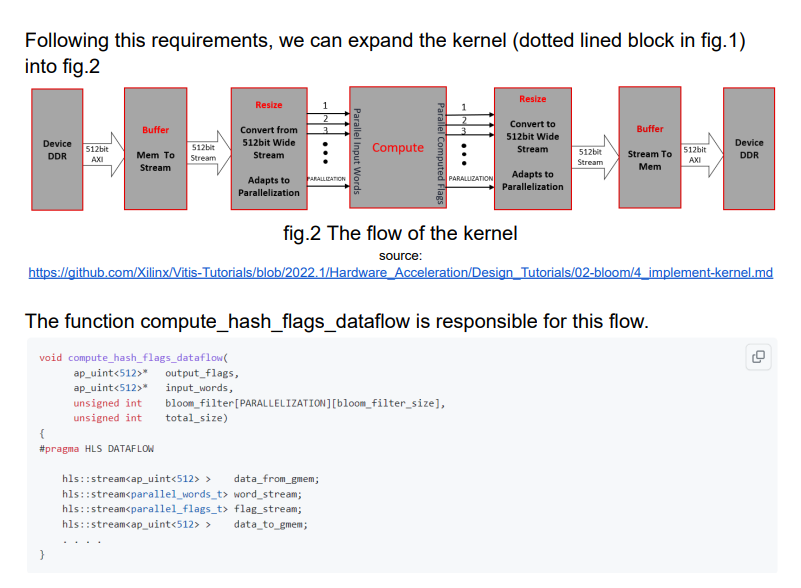 Following this requirements, we can expand the kernel (dotted lined block in fig.1)
into fig.2
Device
DDR
512bit
AXI
Buffer
Mem To
Stream
512bit
Stream
Resize
Convert from
512bit Wide
Stream
Adapts to
Parallelization
1
2
3
PARALLIZATION
Parallel Input Words
Compute
Parallel Computed Flags
1
2
3
PARALLIZATION
Resize
Convert to
512bit Wide
Stream
Adapts to
Parallelization
512bit
Stream
Buffer
Stream To
Mem
512bit
AXI
Device
DDR
fig.2 The flow of the kernel
source:
https://github.com/Xilinx/Vitis-Tutorials/blob/2022.1/Hardware_Acceleration/Design_Tutorials/02-bloom/4_implement-kernel.md
The function compute_hash_flags_dataflow is responsible for this flow.
void compute_hash_flags_dataflow(
ap_uint<512>* output_flags,
ap_uint<512>* input_words,
unsigned int bloom_filter[PARALLELIZATION][bloom_filter_size],
unsigned int total_size)
{
#pragma HLS DATAFLOW
hls::stream<ap_uint<512> > data_from_gmem;
hls::stream<parallel_words_t> word_stream;
hls::stream<parallel_flags_t> flag_stream;
hls::stream<ap_uint<512> > data_to_gmem;
. . . .
}